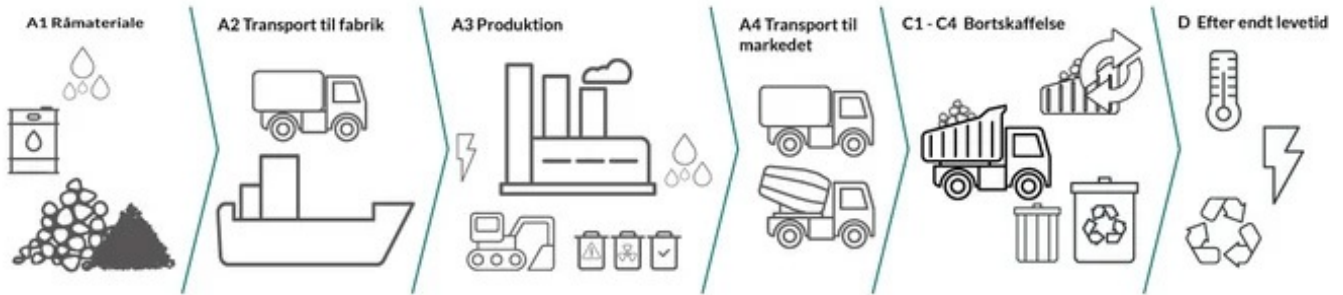 A1 Råmateriale
A2 Transport til fabrik
A3 Produktion
A4 Transport til
markedet
C1 - C4 Bortskaffelse
D Efter endt levetid